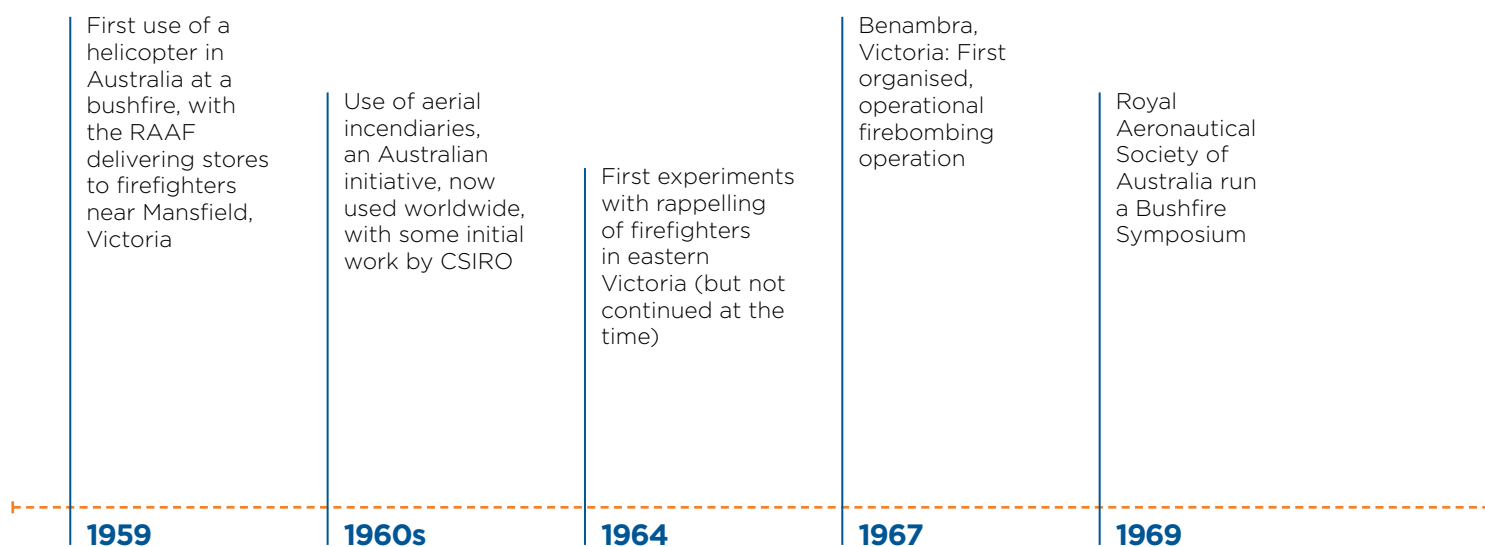 First use of a
helicopter in
Australia at a
bushfire, with
the RAAF
delivering stores
to firefighters
near Mansfield,
Victoria
1959
Use of aerial
incendiaries,
an Australian
initiative, now
used worldwide,
with some initial
work by CSIRO
1960s
First experiments
with rappelling
of firefighters
in eastern
Victoria (but not
continued at the
time)
1964
Benambra,
Victoria: First
organised,
operational
firebombing
operation
1967
Royal
Aeronautical
Society of
Australia run
a Bushfire
Symposium
1969